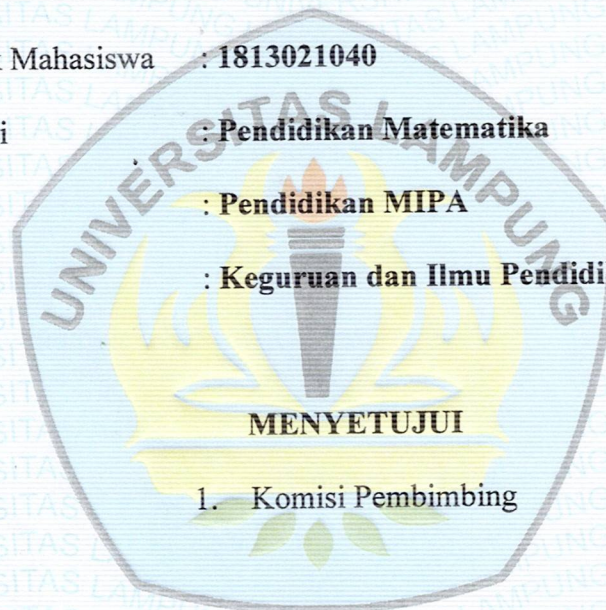 k Mahasiswa : 1813021040
i : Pendidikan Matematika
: Pendidikan MIPA
: Keguruan dan Ilmu Pendidi
UNIVERSITAS LAMPUNG
MENYETUJUI
1. Komisi Pembimbing